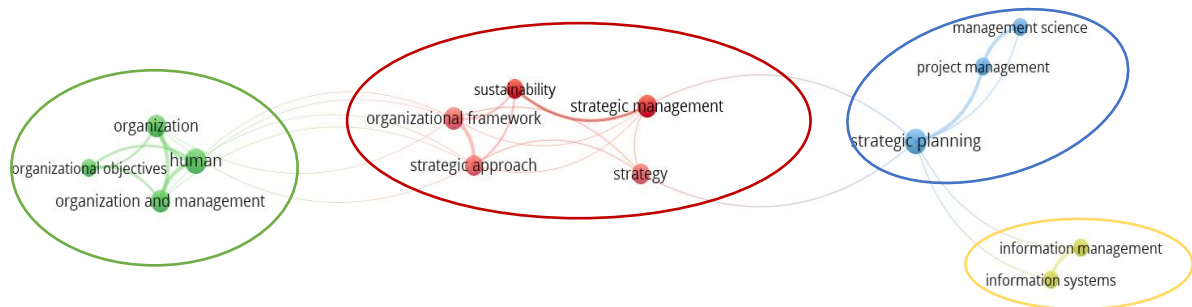 organization
human
organizational objectives
organization and management
sustainability
organizational framework
strategic management
strategic approach
strategy
management science
project management
strategic planning
information management
information systems